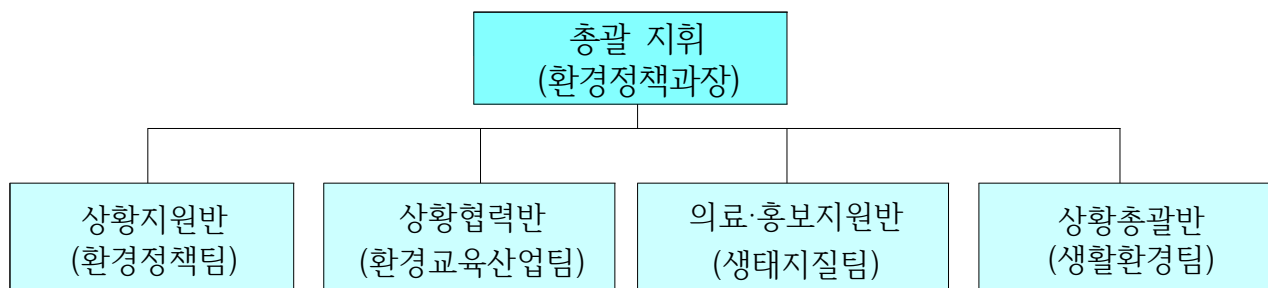 총괄 지휘
(환경정책과장)
상황지원반
(환경정책팀)
상황협력반
(환경교육산업팀)
의료·홍보지원반
(생태지질팀)
상황총괄반
(생활환경팀)